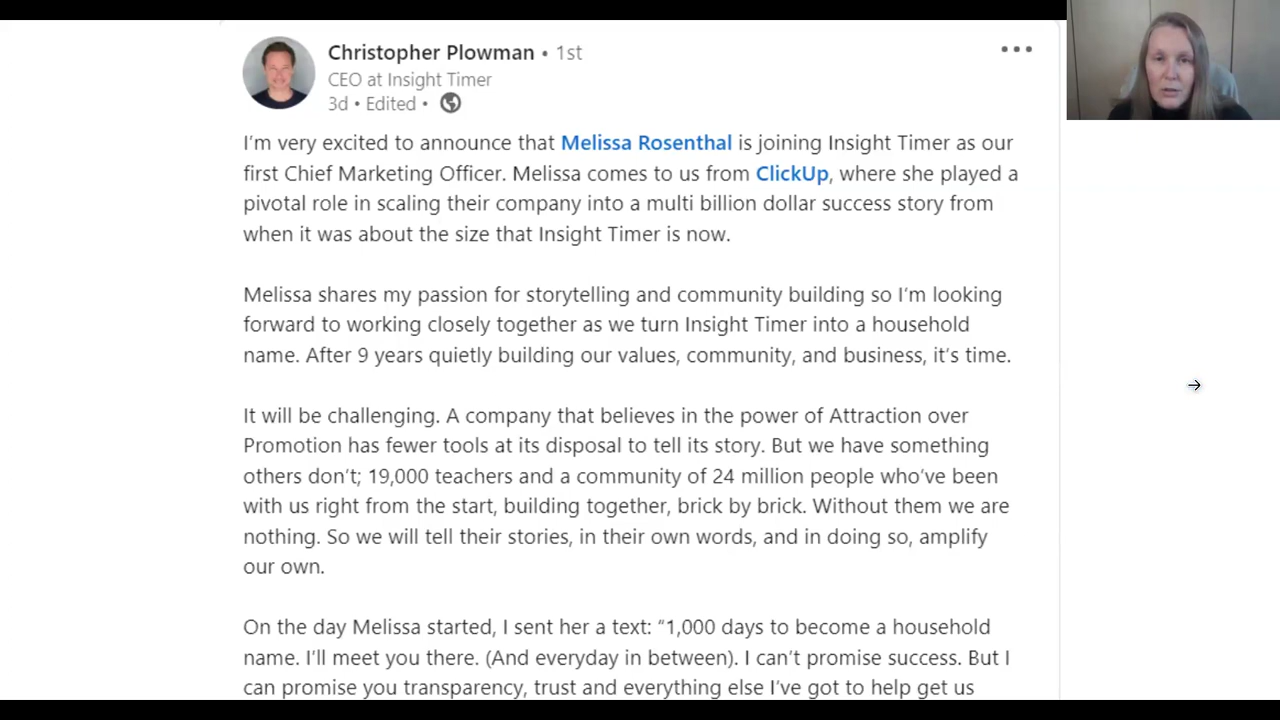 Christopher Plowman • 1st
CEO at Insight Timer
3d • Edited •
I’m very excited to announce that Melissa Rosenthal is joining Insight Timer as our
first Chief Marketing Officer. Melissa comes to us from ClickUp, where she played a
pivotal role in scaling their company into a multi billion dollar success story from
when it was about the size that Insight Timer is now.
Melissa shares my passion for storytelling and community building so I’m looking
forward to working closely together as we turn Insight Timer into a household
name. After 9 years quietly building our values, community, and business, it’s time.
It will be challenging. A company that believes in the power of Attraction over
Promotion has fewer tools at its disposal to tell its story. But we have something
others don’t; 19,000 teachers and a community of 24 million people who’ve been
with us right from the start, building together, brick by brick. Without them we are
nothing. So we will tell their stories, in their own words, and in doing so, amplify
our own.
On the day Melissa started, I sent her a text: “1,000 days to become a household
name. I’ll meet you there. (And everyday in between). I can’t promise success. But I
can promise you transparency, trust and everything else I’ve got to help get us